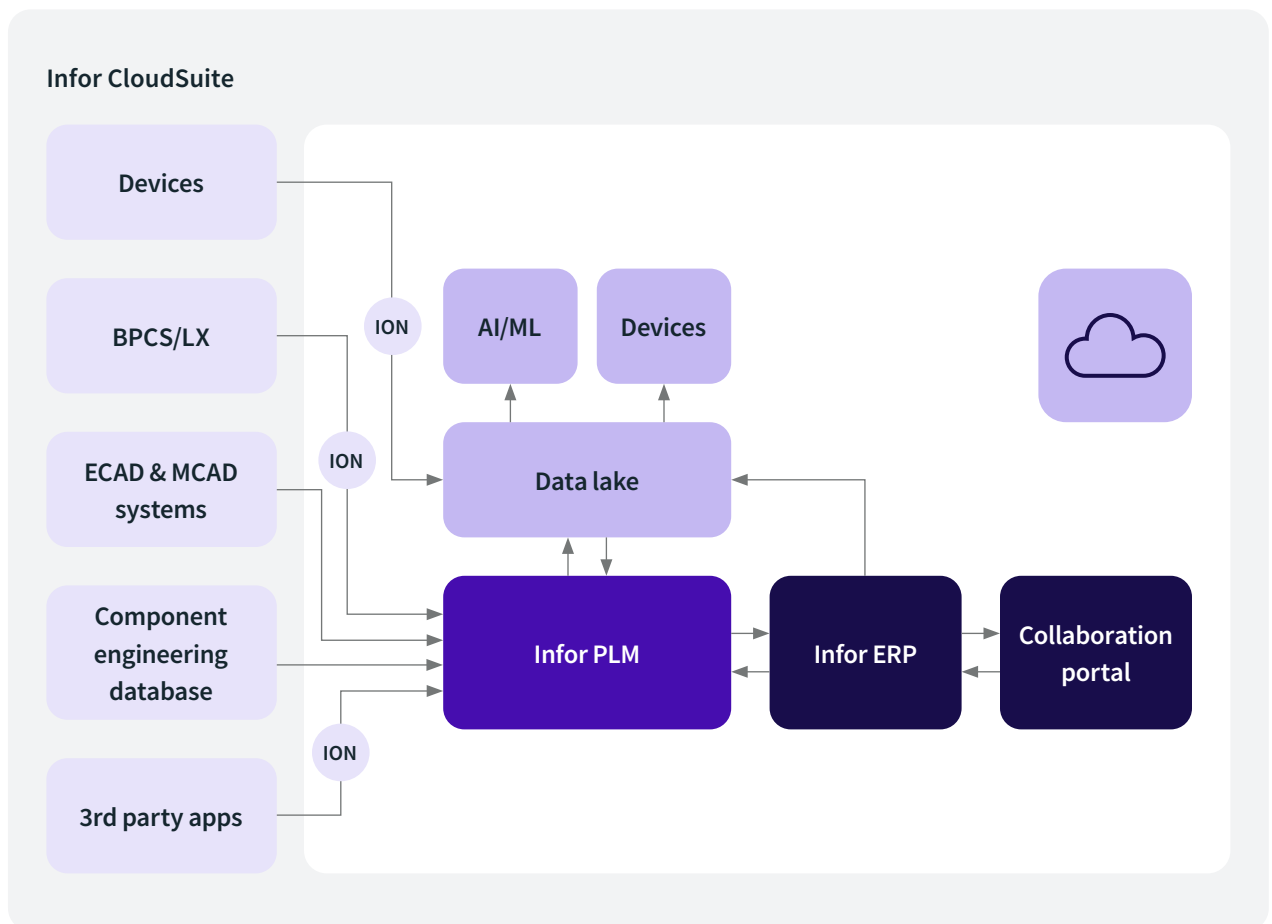 Infor CloudSuite
Devices
BPCS/LX
ECAD & MCAD
systems
Component
engineering
database
3rd party apps
ION
ION
ION
AI/ML
Devices
Data lake
Infor PLM
Infor ERP
Collaboration
portal